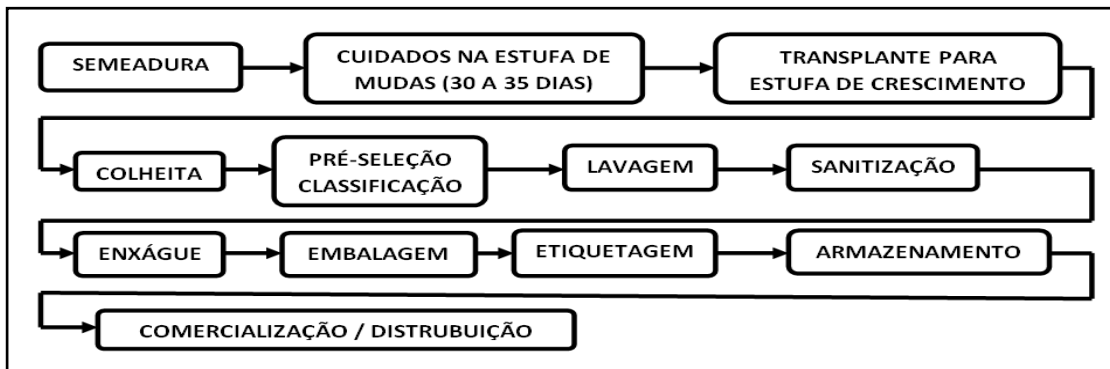 SEMEADURA
CUIDADOS NA ESTUFA DE
MUDAS (30 A 35 DIAS)
TRANSPLANTE PARA
ESTUFA DE CRESCIMENTO
COLHEITA
PRÉ-SELEÇÃO
CLASSIFICAÇÃO
LAVAGEM
SANITIZAÇÃO
ENXÁGUE
EMBALAGEM
ETIQUETAGEM
ARMAZENAMENTO
COMERCIALIZAÇÃO / DISTRUBUIÇÃO